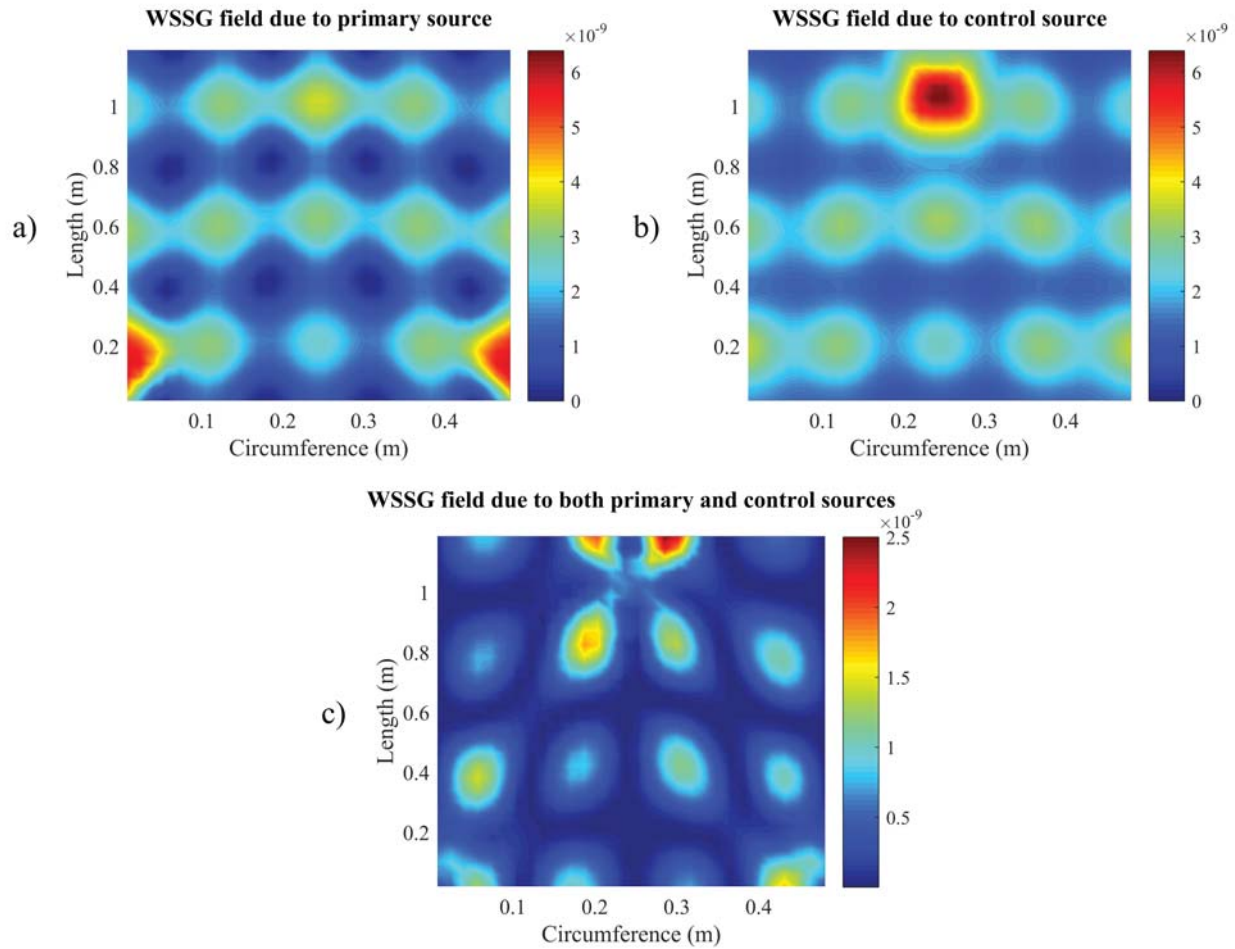 WSSG field due to primary source
×10⁻⁹
6
5
4
3
2
1
0
1
0.8
0.6
0.4
0.2
Length (m)
0.1 0.2 0.3 0.4
Circumference (m)
a)
WSSG field due to control source
×10⁻⁹
6
5
4
3
2
1
0
1
0.8
0.6
0.4
0.2
Length (m)
0.1 0.2 0.3 0.4
Circumference (m)
b)
WSSG field due to both primary and control sources
×10⁻⁹
2.5
2
1.5
1
0.5
1
0.8
0.6
0.4
0.2
Length (m)
0.1 0.2 0.3 0.4
Circumference (m)
c)